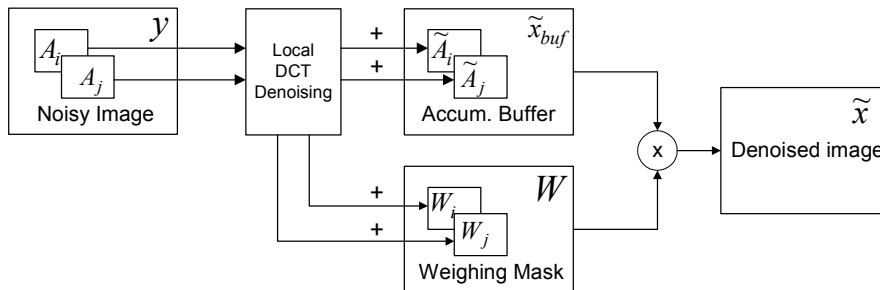 y
A_i
A_j
Noisy Image
Local
DCT
Denoising
+
+
x̃_buf
Ã_i
Ã_j
Accum. Buffer
+
+
W
W_i
W_j
Weighing Mask
x
x̃
Denoised image